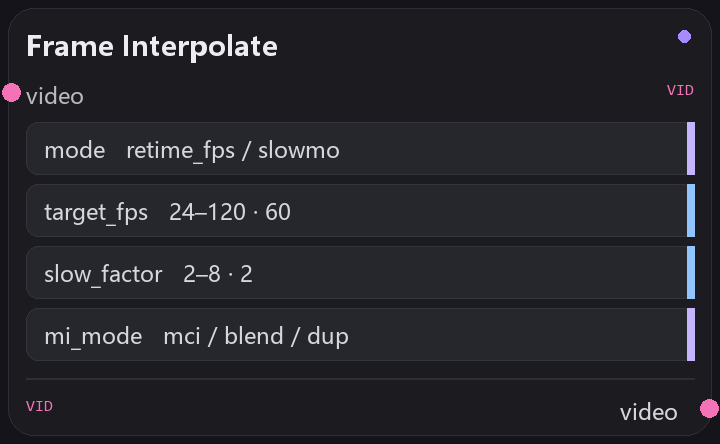 Frame Interpolate
video VID
mode retime_fps / slowmo
target_fps 24–120 · 60
slow_factor 2–8 · 2
mi_mode mci / blend / dup
VID video